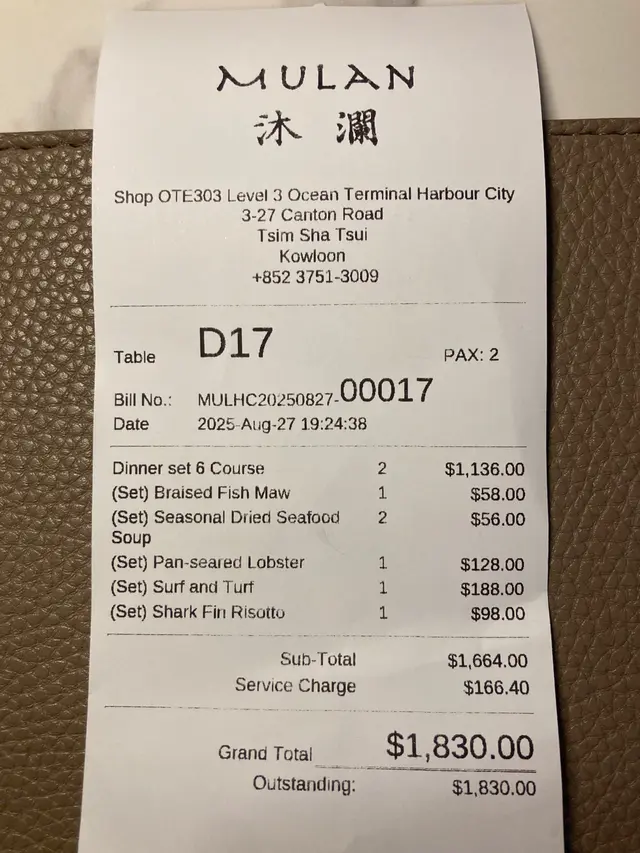 MULAN
沐 瀾
Shop OTE303 Level 3 Ocean Terminal Harbour City
3-27 Canton Road
Tsim Sha Tsui
Kowloon
+852 3751-3009
Table D17 PAX: 2
Bill No.: MULHC20250827-00017
Date 2025-Aug-27 19:24:38
Dinner set 6 Course 2 $1,136.00
(Set) Braised Fish Maw 1 $58.00
(Set) Seasonal Dried Seafood 2 $56.00
Soup
(Set) Pan-seared Lobster 1 $128.00
(Set) Surf and Turf 1 $188.00
(Set) Shark Fin Risotto 1 $98.00
Sub-Total $1,664.00
Service Charge $166.40
Grand Total $1,830.00
Outstanding: $1,830.00